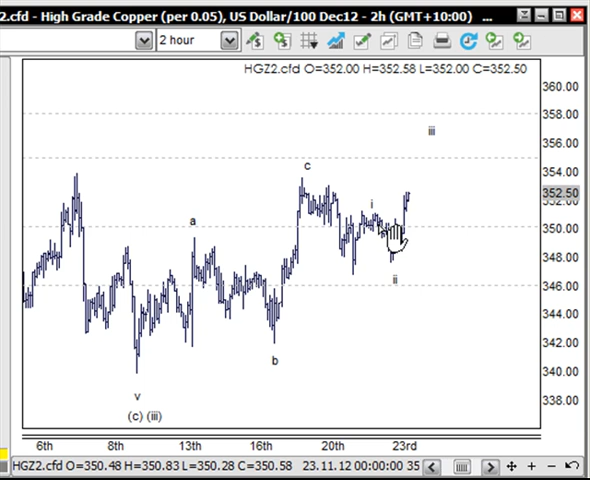 2.cfd - High Grade Copper (per 0.05), US Dollar/100 Dec12 - 2h (GMT+10:00) ...
2 hour
HGZ2.cfd O=352.00 H=352.58 L=352.00 C=352.50
360.00
358.00
iii
356.00
c
354.00
352.50
i
a
350.00
348.00
ii
346.00
344.00
b
342.00
340.00
v
338.00
(c) (iii)
6th 8th 13th 16th 20th 23rd
HGZ2.cfd O=350.48 H=350.83 L=350.28 C=350.58 23.11.12 00:00:00 35